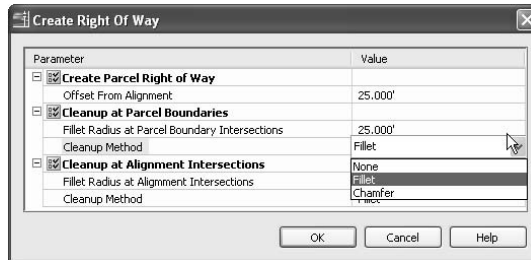 Create Right Of Way
Parameter Value
Create Parcel Right of Way
Offset From Alignment 25.000'
Cleanup at Parcel Boundaries
Fillet Radius at Parcel Boundary Intersections 25.000'
Cleanup Method Fillet
None
Cleanup at Alignment Intersections Fillet
Fillet Radius at Alignment Intersections Chamfer
Cleanup Method Fillet
OK Cancel Help